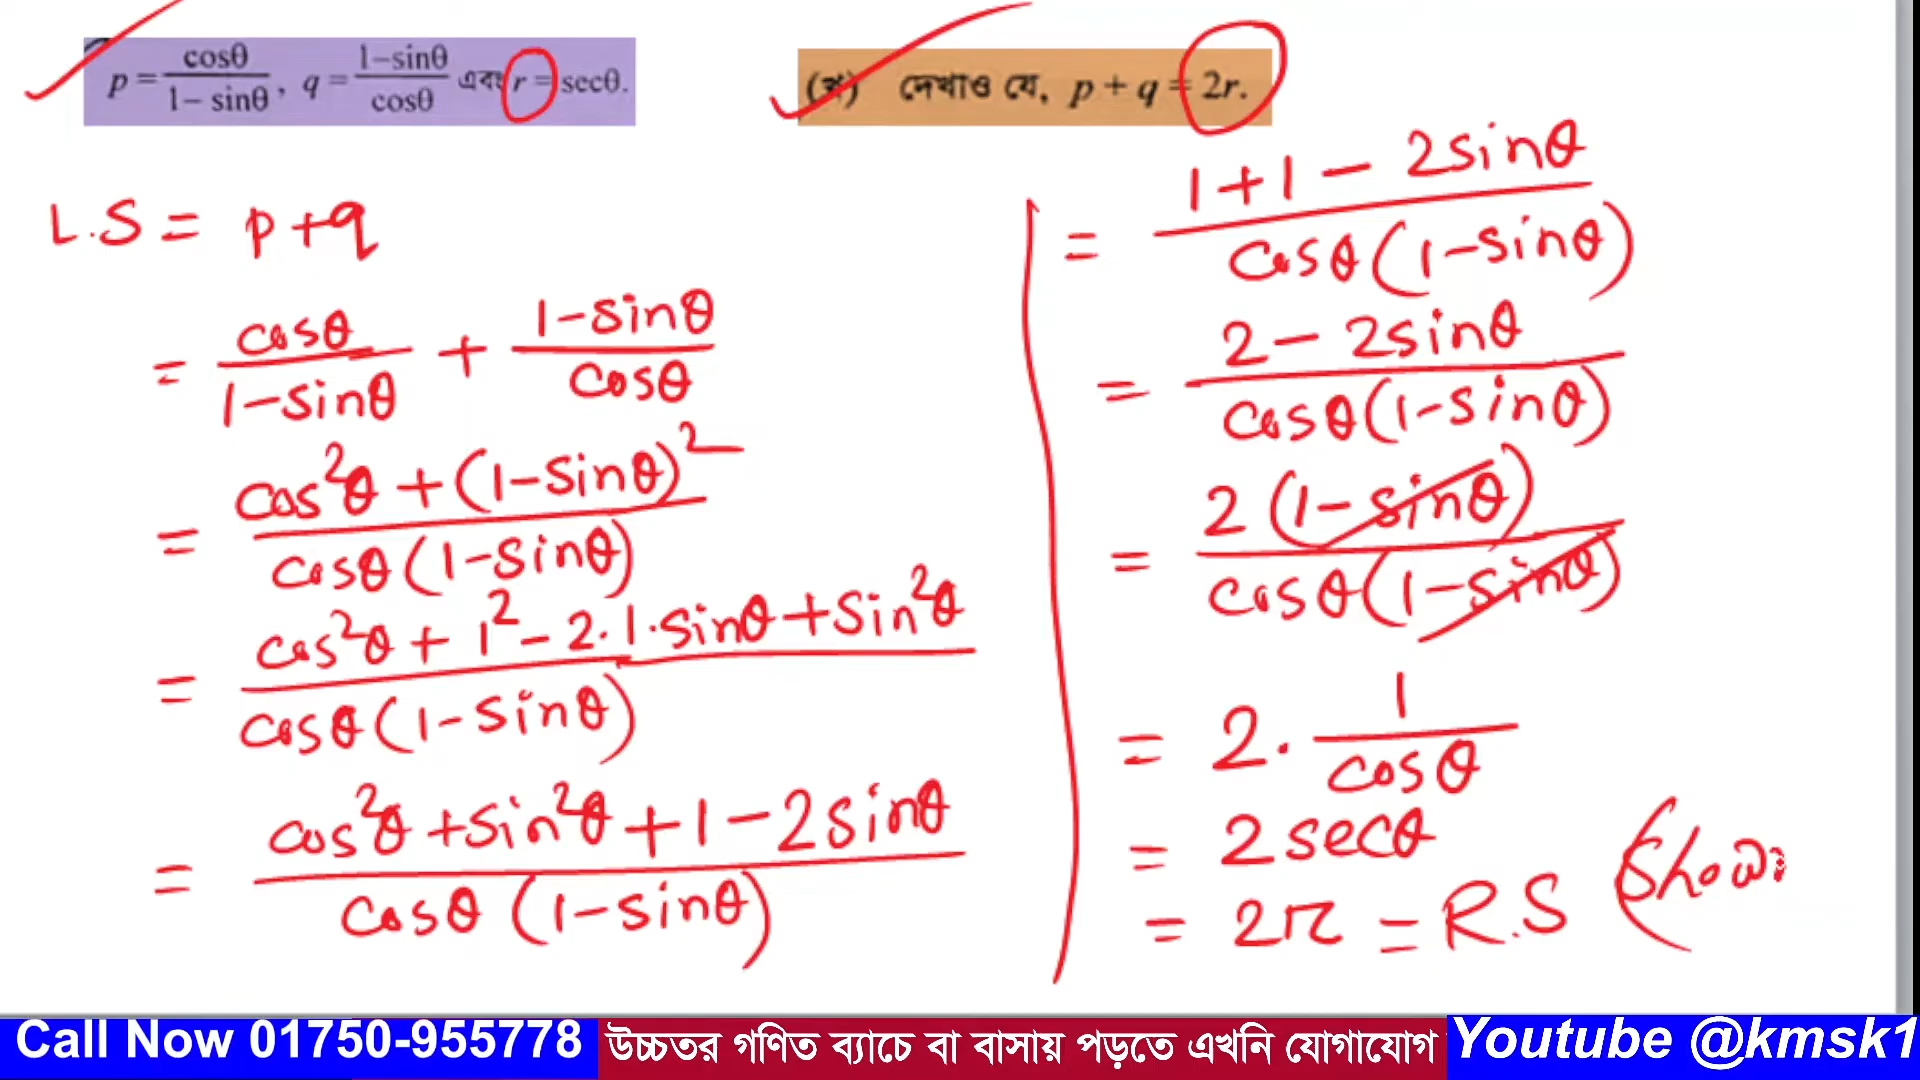 p = cosθ/(1− sinθ), q = (1−sinθ)/cosθ এবং r = secθ.
(খ) দেখাও যে, p + q = 2r.
L.S = p+q
= cosθ/(1−sinθ) + (1−sinθ)/cosθ
= (cos²θ + (1−sinθ)²)/(cosθ(1−sinθ))
= (cos²θ + 1² − 2.1.sinθ + sin²θ)/(cosθ(1−sinθ))
= (cos²θ + sin²θ + 1 − 2sinθ)/(cosθ(1−sinθ))
= (1+1 − 2sinθ)/(cosθ(1−sinθ))
= (2 − 2sinθ)/(cosθ(1−sinθ))
= 2(1−sinθ)/(cosθ(1−sinθ))
= 2. 1/cosθ
= 2secθ
= 2r = R.S (Show
Call Now 01750-955778 উচ্চতর গণিত ব্যাচে বা বাসায় পড়তে এখনি যোগাযোগ Youtube @kmsk1